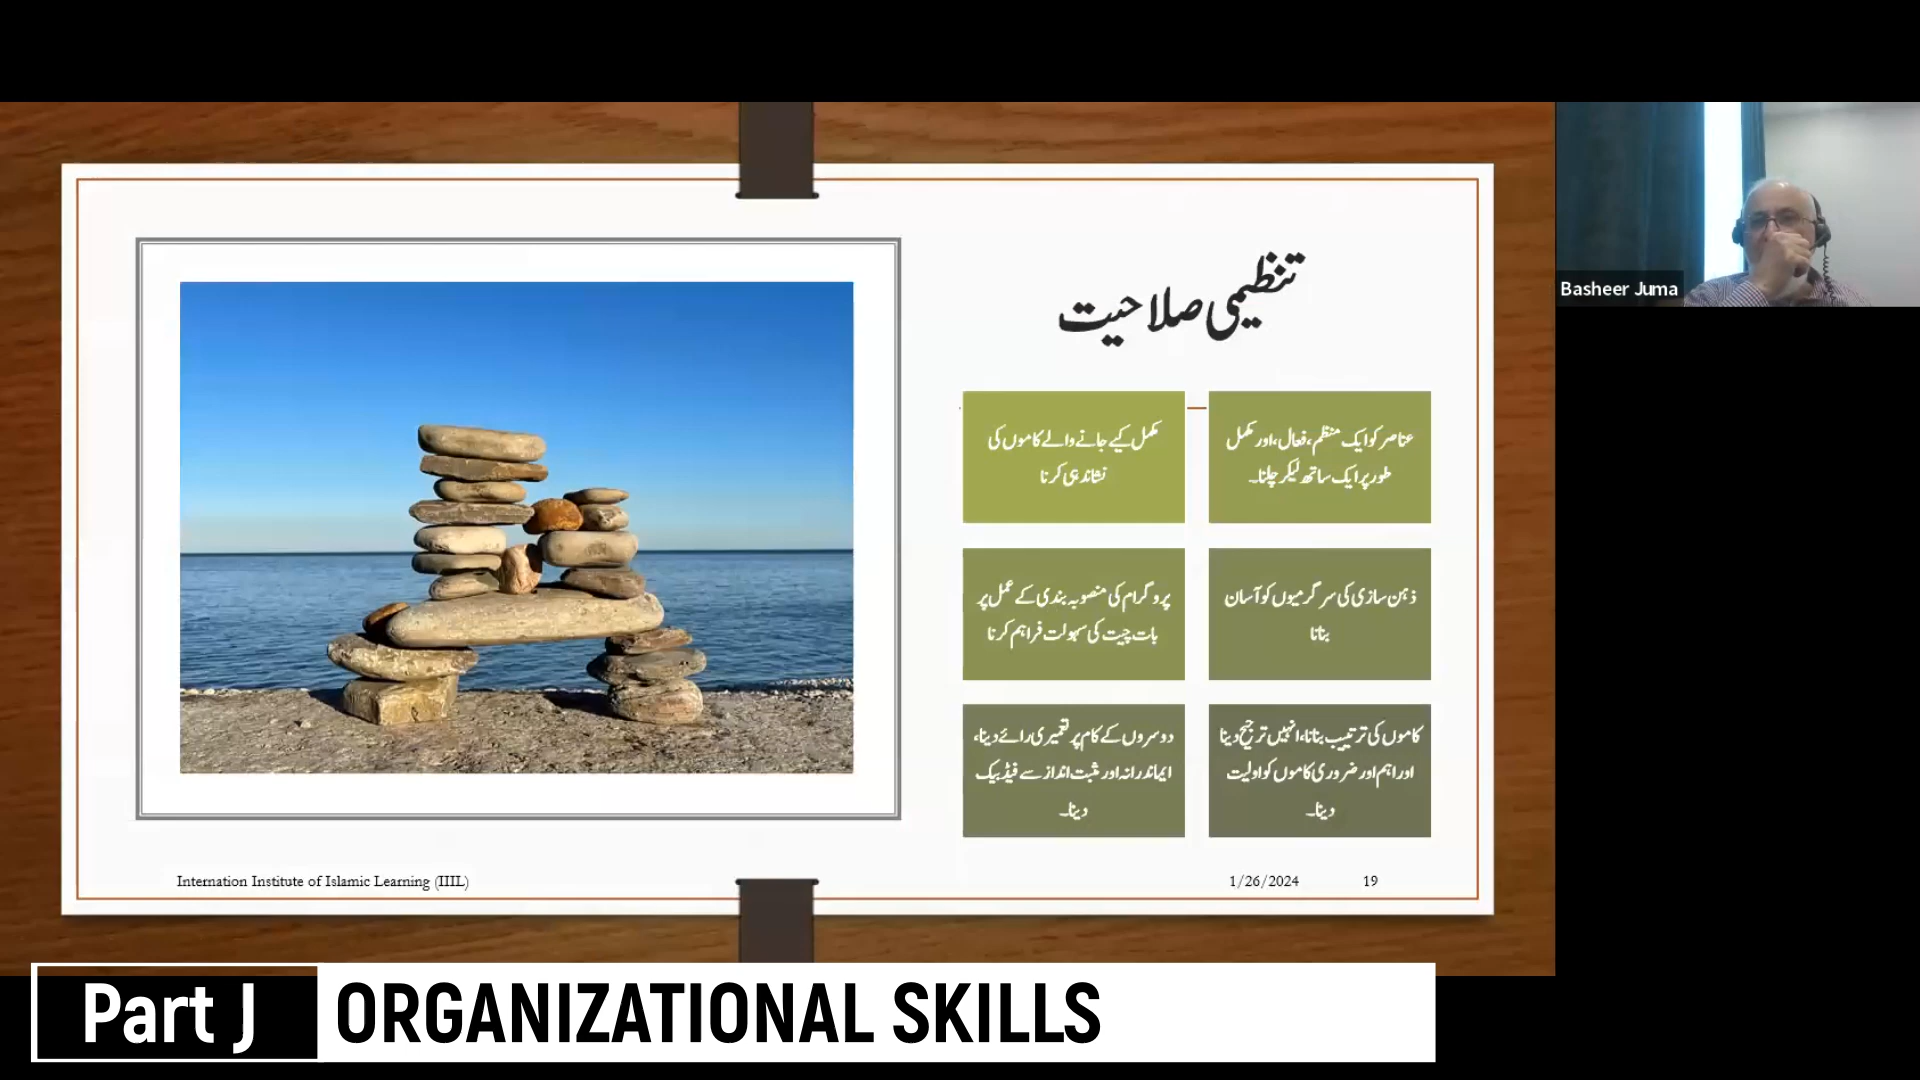 تنظیمی صلاحیت
عناصر کو ایک منظم، فعال، اور مکمل
طور پر ایک ساتھ لیکر چلنا۔
مکمل کیے جانے والے کاموں کی
نشاندہی کرنا
ذہن سازی کی سرگرمیوں کو آسان
بنانا
پروگرام کی منصوبہ بندی کے عمل پر
بات چیت کی سہولت فراہم کرنا
کاموں کی ترتییب بنانا، انہیں ترجیح دینا
اور اہم اور ضروری کاموں کو اولیت
دینا۔
دوسروں کے کام پر تعمیری رائے دینا،
ایماندرانہ اور مثبت انداز سے فیڈبیک
دینا۔
Internation Institute of Islamic Learning (IIIL)
1/26/2024
19
Basheer Juma
Part J
ORGANIZATIONAL SKILLS